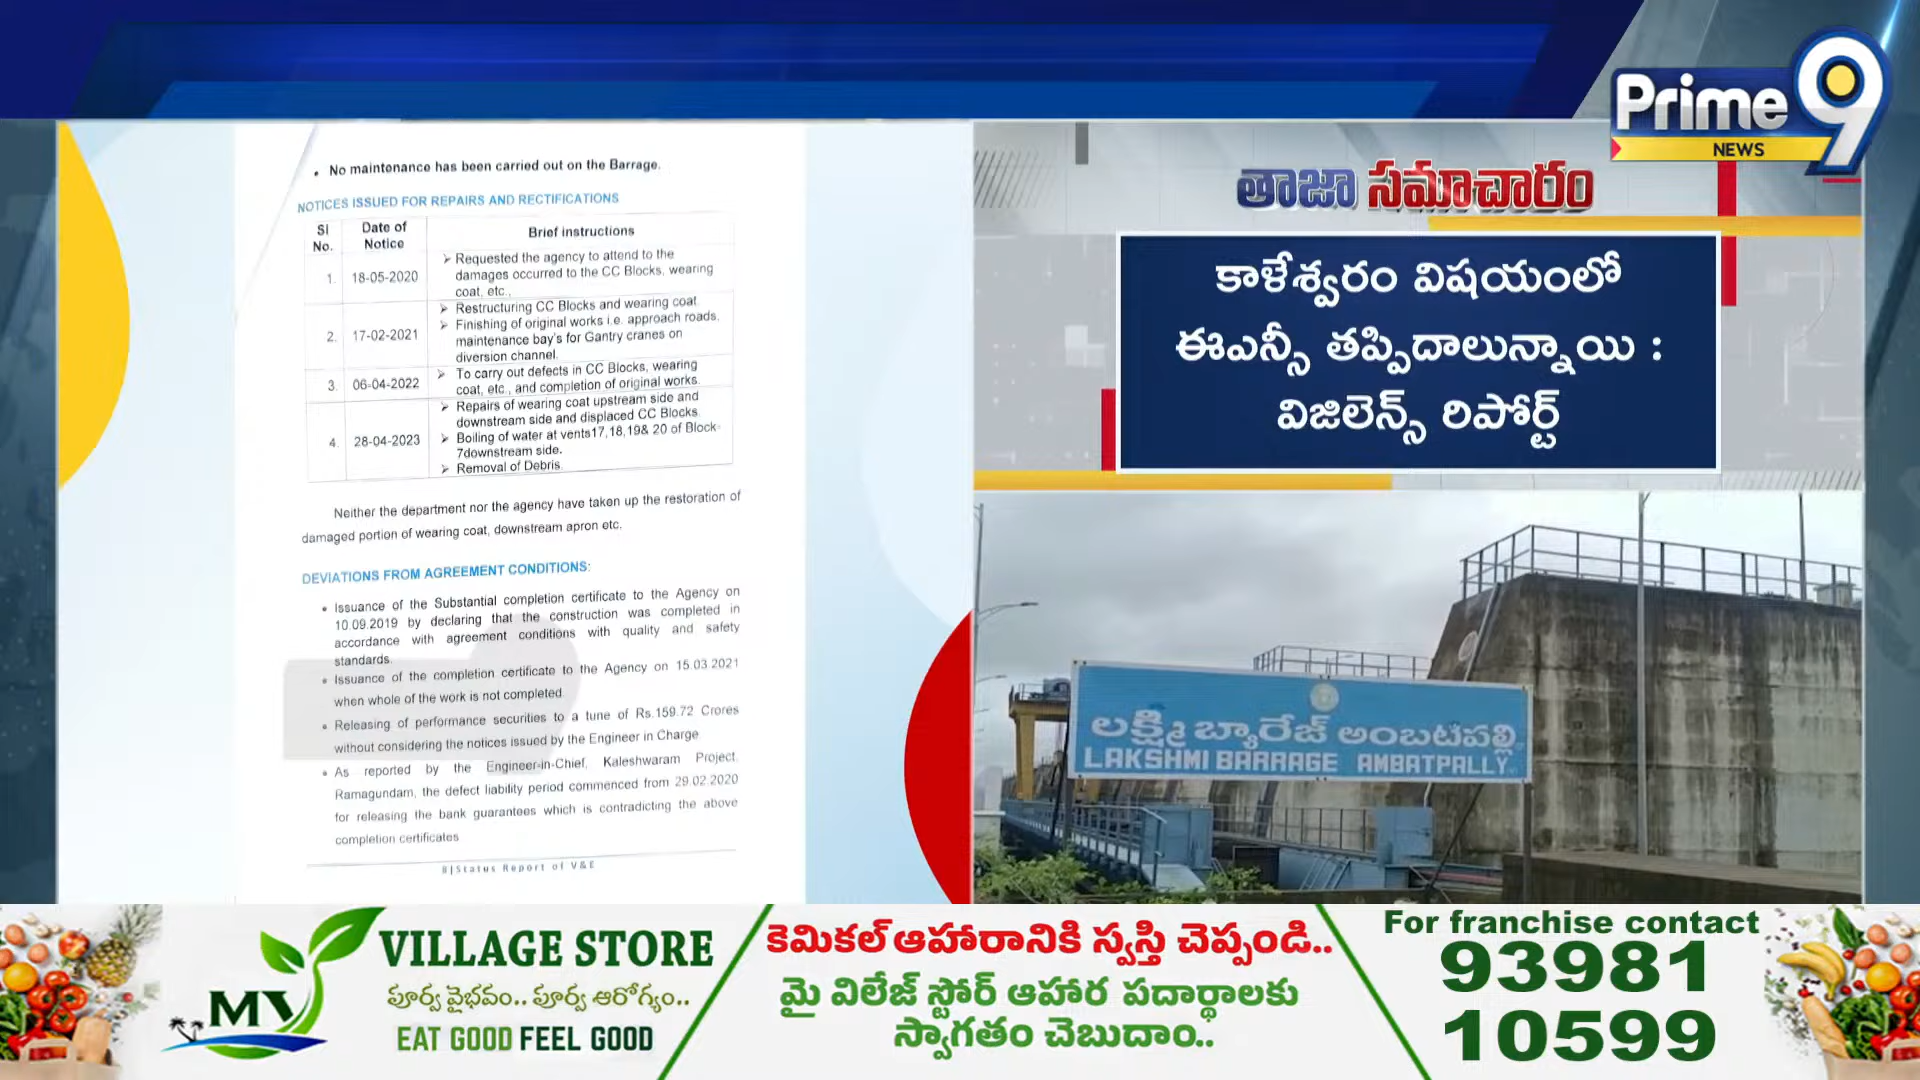 Prime9
NEWS
• No maintenance has been carried out on the Barrage.
NOTICES ISSUED FOR REPAIRS AND RECTIFICATIONS
Sl No. Date of Notice Brief instructions
1. 18-05-2020 ➢ Requested the agency to attend to the
damages occurred to the CC Blocks, wearing
coat, etc.,
2. 17-02-2021 ➢ Restructuring CC Blocks and wearing coat
➢ Finishing of original works i.e. approach roads,
maintenance bay's for Gantry cranes on
diversion channel.
3. 06-04-2022 ➢ To carry out defects in CC Blocks, wearing
coat, etc., and completion of original works.
4. 28-04-2023 ➢ Repairs of wearing coat upstream side and
downstream side and displaced CC Blocks
➢ Boiling of water at vents17,18,19& 20 of Block-
7downstream side.
➢ Removal of Debris.
Neither the department nor the agency have taken up the restoration of
damaged portion of wearing coat, downstream apron etc.
DEVIATIONS FROM AGREEMENT CONDITIONS:
• Issuance of the Substantial completion certificate to the Agency on
10.09.2019 by declaring that the construction was completed in
accordance with agreement conditions with quality and safety
standards.
• Issuance of the completion certificate to the Agency on 15.03.2021
when whole of the work is not completed
• Releasing of performance securities to a tune of Rs.159.72 Crores
without considering the notices issued by the Engineer in Charge
• As reported by the Engineer-in-Chief, Kaleshwaram Project,
Ramagundam, the defect liability period commenced from 29.02.2020
for releasing the bank guarantees which is contradicting the above
completion certificates
8|Status Report of V&E
తాజా సమాచారం
కాళేశ్వరం విషయంలో
ఈఎన్సీ తప్పిదాలున్నాయి :
విజిలెన్స్ రిపోర్ట్
లక్ష్మి బ్యారేజ్ అంబటపల్లి
LAKSHMI BARRAGE AMBATPALLY
MV
VILLAGE STORE
పూర్వ వైభవం.. పూర్వ ఆరోగ్యం..
EAT GOOD FEEL GOOD
కెమికల్ ఆహారానికి స్వస్తి చెప్పండి..
మై విలేజ్ స్టోర్ ఆహార పదార్థాలకు
స్వాగతం చెబుదాం..
For franchise contact
93981
10599